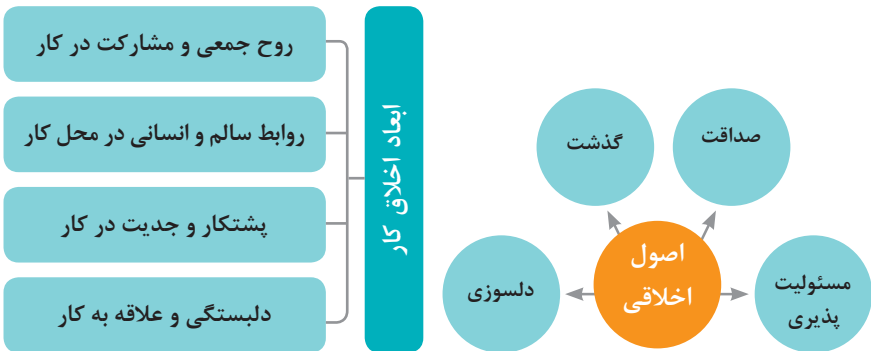 صداقت
گذشت
اصول
اخلاقی
مسئولیت
پذیری
دلسوزی
ابعاد اخلاق کار
روح جمعی و مشارکت در کار
روابط سالم و انسانی در محل کار
پشتکار و جدیت در کار
دلبستگی و علاقه به کار